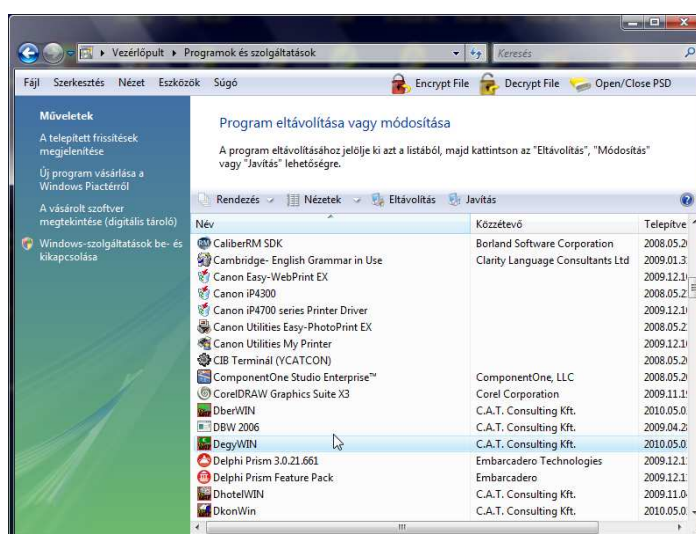 Vezérlőpult
Programok és szolgáltatások
Keresés
Fájl Szerkesztés Nézet Eszközök Súgó
Encrypt File Decrypt File Open/Close PSD
Műveletek
A telepített frissítések
megjelenítése
Új program vásárlása a
Windows Piactérről
A vásárolt szoftver
megtekintése (digitális tároló)
Windows-szolgáltatások be- és
kikapcsolása
Program eltávolítása vagy módosítása
A program eltávolításához jelölje ki azt a listából, majd kattintson az "Eltávolítás", "Módosítás"
vagy "Javítás" lehetőségre.
Rendezés Nézetek Eltávolítás Javítás
Név Közzétévő Telepítve
CaliberRM SDK Borland Software Corporation 2008.05.2
Cambridge- English Grammar in Use Clarity Language Consultants Ltd 2009.01.3
Canon Easy-WebPrint EX 2009.12.1
Canon iP4300 2008.05.2
Canon iP4700 series Printer Driver 2009.12.1
Canon Utilities Easy-PhotoPrint EX 2008.05.2
Canon Utilities My Printer 2009.12.1
CIB Terminál (YCATCON) 2008.05.2
ComponentOne Studio Enterprise™ ComponentOne, LLC 2008.05.2
CorelDRAW Graphics Suite X3 Corel Corporation 2009.11.1
DberWIN C.A.T. Consulting Kft. 2010.05.0
DBW 2006 C.A.T. Consulting Kft. 2009.04.2
DegyWIN C.A.T. Consulting Kft. 2010.05.0
Delphi Prism 3.0.21.661 Embarcadero Technologies 2009.12.1
Delphi Prism Feature Pack Embarcadero 2009.12.1
DhotelWIN C.A.T. Consulting Kft. 2009.11.0
DkonWin C.A.T. Consulting Kft. 2010.05.0